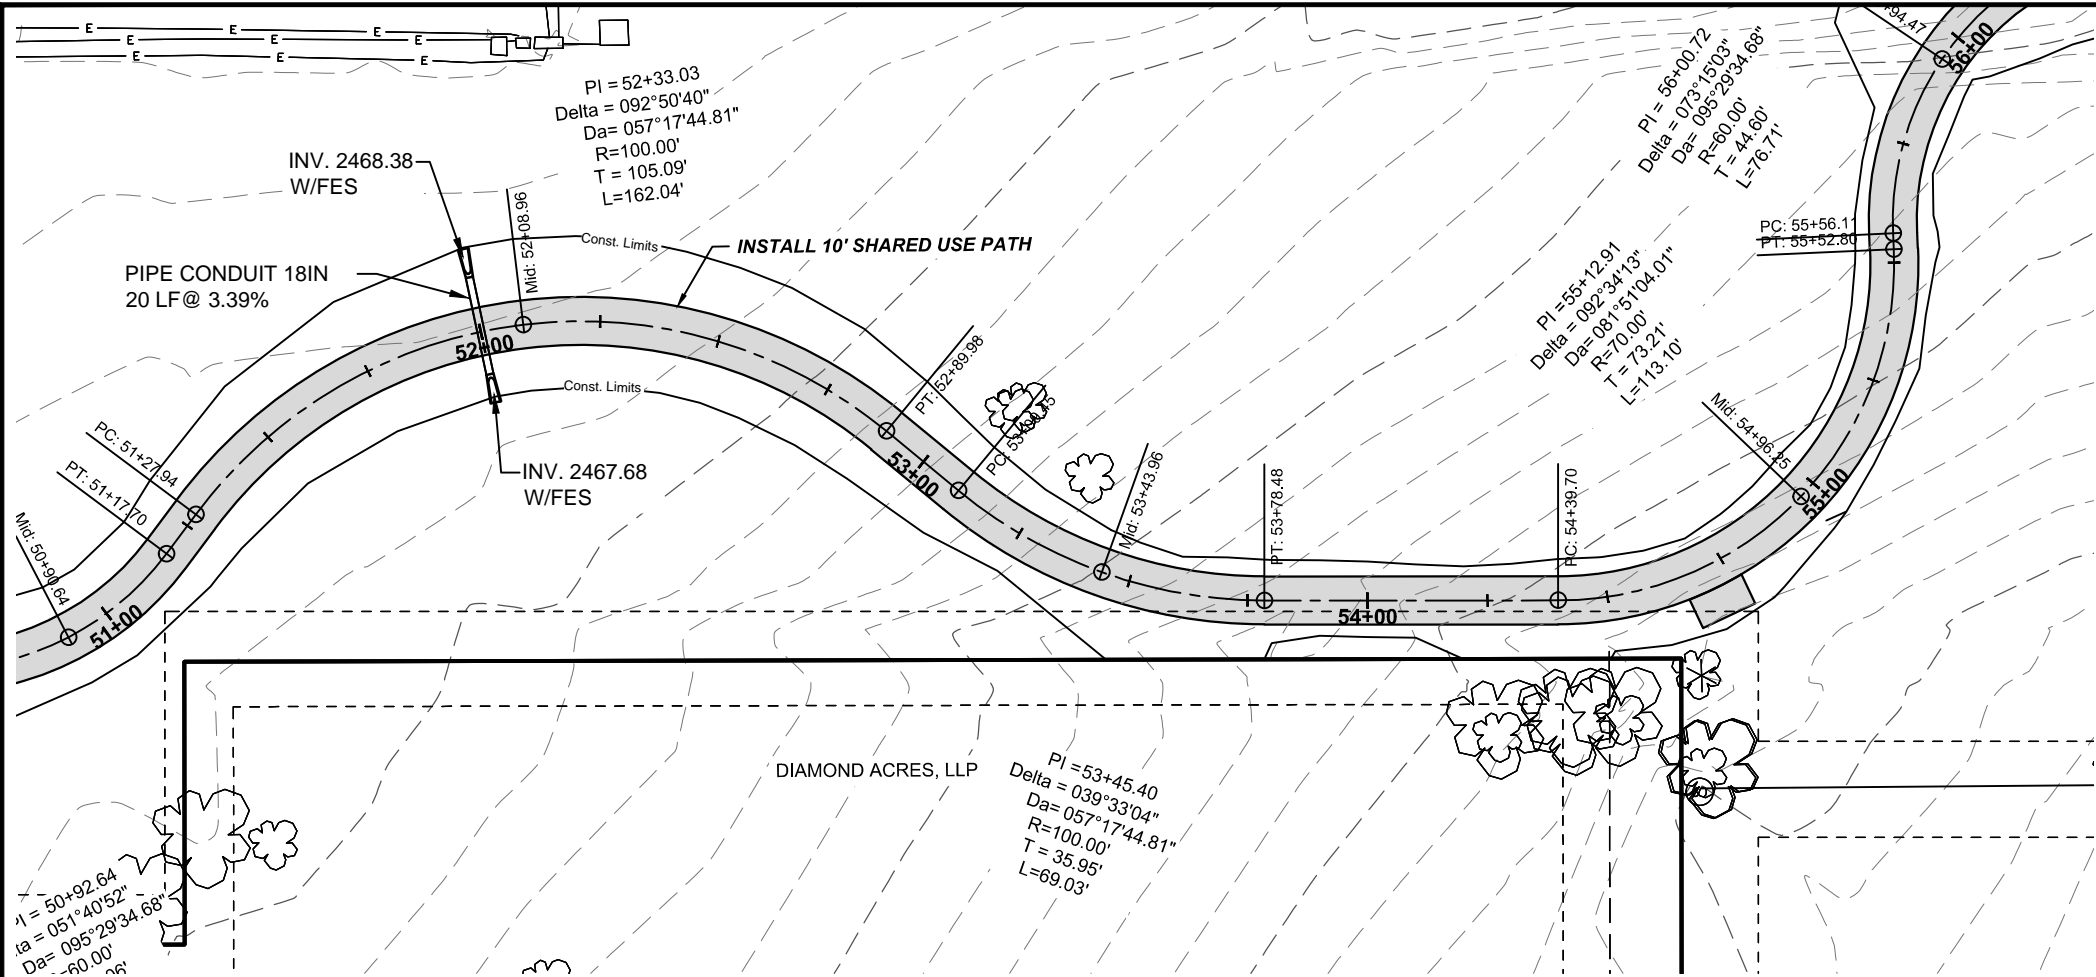 E E E
E E E
E E E
PI = 52+33.03
Delta = 092°50'40"
Da= 057°17'44.81"
R=100.00'
T = 105.09'
L=162.04'
INV. 2468.38
W/FES
Mid: 52+08.96
Const. Limits
INSTALL 10' SHARED USE PATH
PIPE CONDUIT 18IN
20 LF@ 3.39%
52+00
Const. Limits
INV. 2467.68
W/FES
PC: 51+27.94
PT: 51+17.70
Mid: 50+90.64
51+00
PT: 52+89.98
53+00
Mid: 53+43.96
PT: 53+78.48
54+00
PC: 54+39.70
Mid: 54+96.25
55+00
PI =55+12.91
Delta = 092°34'13"
Da= 081°51'04.01"
R=70.00'
T = 73.21'
L=113.10'
PC: 55+56.11
PT: 55+52.80
PI = 56+00.72
Delta = 073°15'03"
Da= 095°29'34.68"
R=60.00'
T = 44.60'
L=76.71'
+94.47
56+00
DIAMOND ACRES, LLP
PI =53+45.40
Delta = 039°33'04"
Da= 057°17'44.81"
R=100.00'
T = 35.95'
L=69.03'
PI = 50+92.64
ta = 051°40'52"
Da= 095°29'34.68"
=60.00'